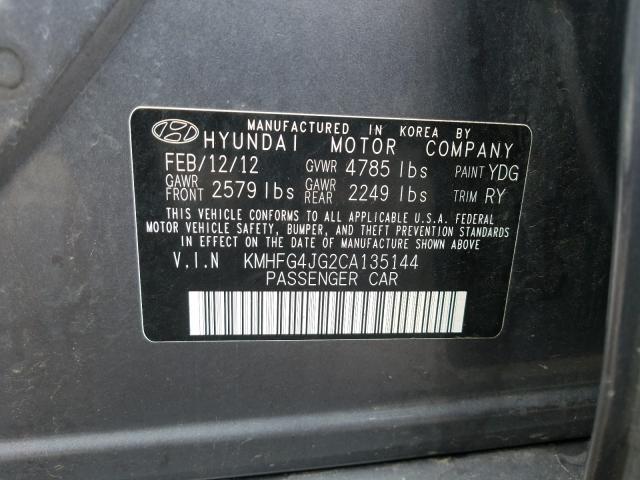 MANUFACTURED IN KOREA BY
HYUNDAI MOTOR COMPANY
FEB/12/12 GVWR 4785 lbs PAINT YDG
GAWR FRONT 2579 lbs GAWR REAR 2249 lbs TRIM RY
THIS VEHICLE CONFORMS TO ALL APPLICABLE U.S.A. FEDERAL
MOTOR VEHICLE SAFETY, BUMPER, AND THEFT PREVENTION STANDARDS
IN EFFECT ON THE DATE OF MANUFACTURE SHOWN ABOVE.
V.I.N KMHFG4JG2CA135144
PASSENGER CAR